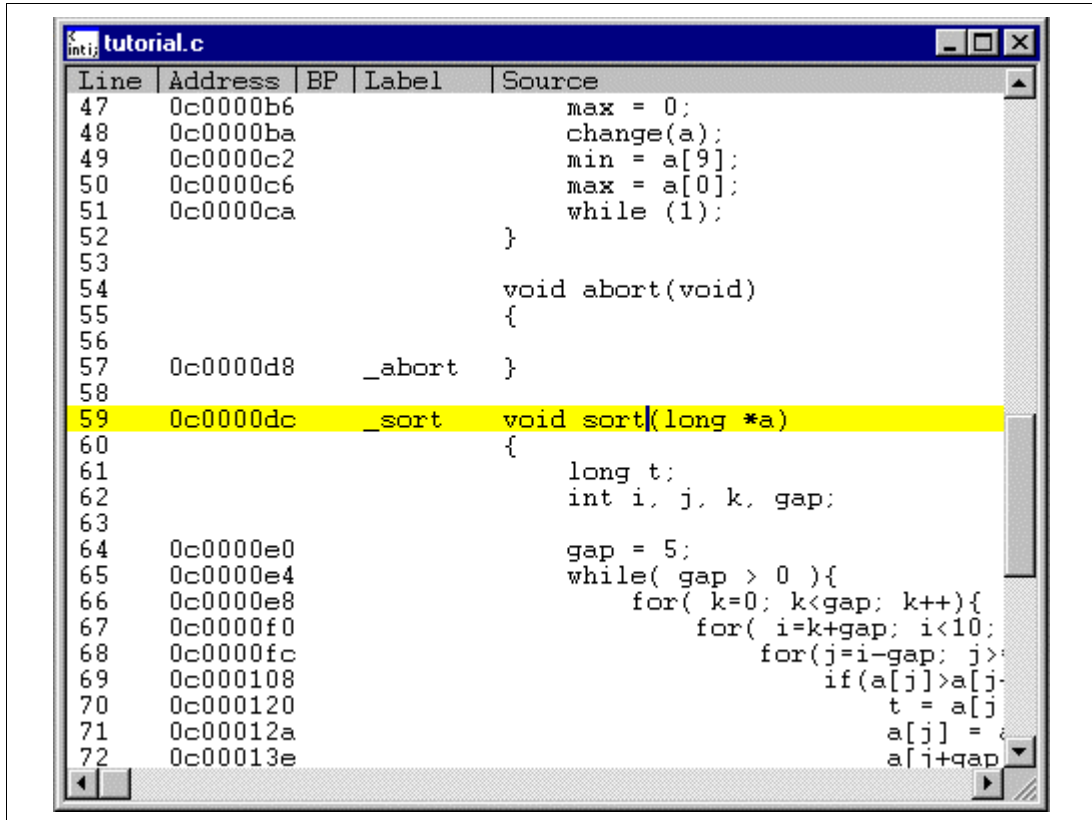 tutorial.c
Line Address BP Label Source
47 0c0000b6 max = 0;
48 0c0000ba change(a);
49 0c0000c2 min = a[9];
50 0c0000c6 max = a[0];
51 0c0000ca while (1);
52 }
53
54 void abort(void)
55 {
56
57 0c0000d8 _abort }
58
59 0c0000dc _sort void sort(long *a)
60 {
61 long t;
62 int i, j, k, gap;
63
64 0c0000e0 gap = 5;
65 0c0000e4 while( gap > 0 ){
66 0c0000e8 for( k=0; k<gap; k++){
67 0c0000f0 for( i=k+gap; i<10;
68 0c0000fc for(j=i-gap; j>
69 0c000108 if(a[j]>a[j
70 0c000120 t = a[j
71 0c00012a a[j] =
72 0c00013e a[j+gap